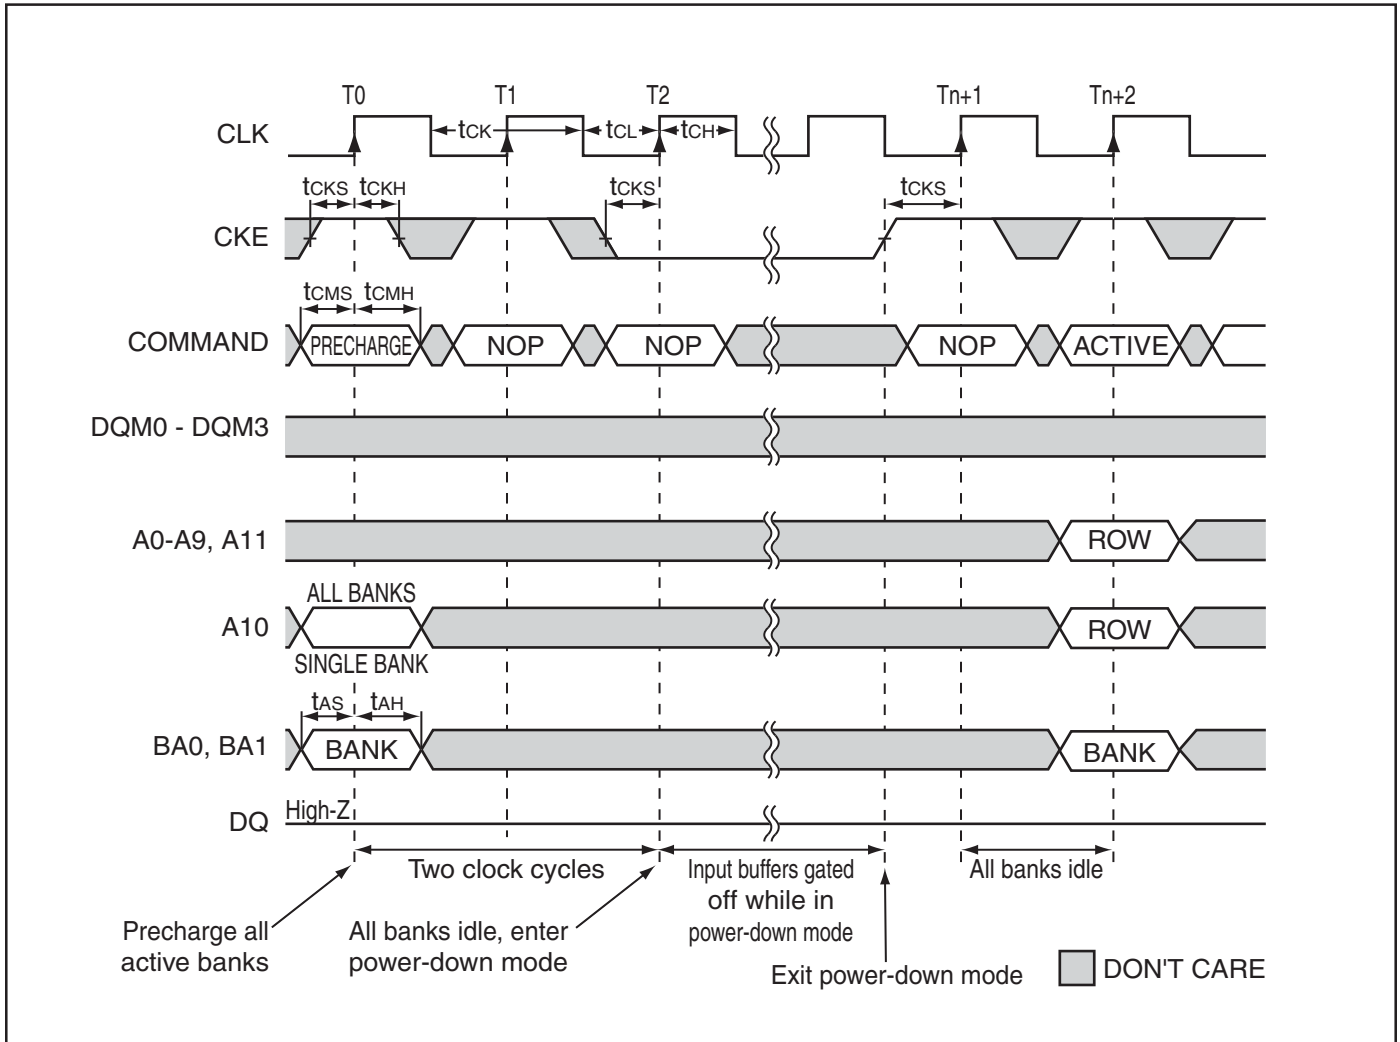 T0 T1 T2 Tn+1 Tn+2
CLK tCK tCL tCH
tCKS tCKH tCKS tCKS
CKE
tCMS tCMH
COMMAND PRECHARGE NOP NOP NOP ACTIVE
DQM0 - DQM3
A0-A9, A11 ROW
ALL BANKS
A10 ROW
SINGLE BANK
tAS tAH
BA0, BA1 BANK BANK
High-Z
DQ
Two clock cycles
Input buffers gated
off while in
power-down mode
All banks idle
Precharge all
active banks
All banks idle, enter
power-down mode
Exit power-down mode
DON'T CARE